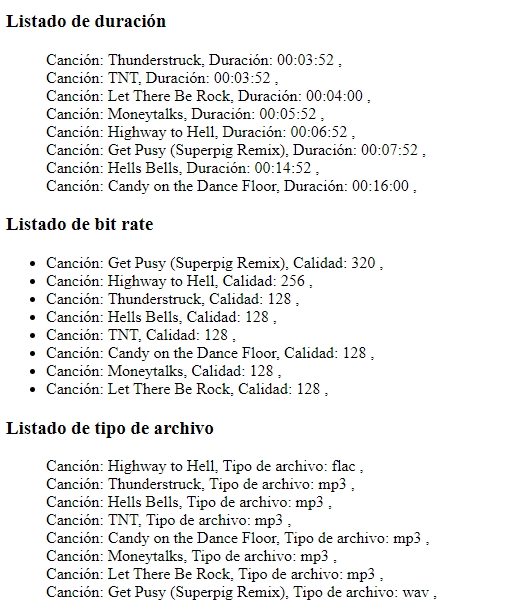 Listado de duración
Canción: Thunderstruck, Duración: 00:03:52 ,
Canción: TNT, Duración: 00:03:52 ,
Canción: Let There Be Rock, Duración: 00:04:00 ,
Canción: Moneytalks, Duración: 00:05:52 ,
Canción: Highway to Hell, Duración: 00:06:52 ,
Canción: Get Pusy (Superpig Remix), Duración: 00:07:52 ,
Canción: Hells Bells, Duración: 00:14:52 ,
Canción: Candy on the Dance Floor, Duración: 00:16:00 ,
Listado de bit rate
• Canción: Get Pusy (Superpig Remix), Calidad: 320 ,
• Canción: Highway to Hell, Calidad: 256 ,
• Canción: Thunderstruck, Calidad: 128 ,
• Canción: Hells Bells, Calidad: 128 ,
• Canción: TNT, Calidad: 128 ,
• Canción: Candy on the Dance Floor, Calidad: 128 ,
• Canción: Moneytalks, Calidad: 128 ,
• Canción: Let There Be Rock, Calidad: 128 ,
Listado de tipo de archivo
Canción: Highway to Hell, Tipo de archivo: flac ,
Canción: Thunderstruck, Tipo de archivo: mp3 ,
Canción: Hells Bells, Tipo de archivo: mp3 ,
Canción: TNT, Tipo de archivo: mp3 ,
Canción: Candy on the Dance Floor, Tipo de archivo: mp3 ,
Canción: Moneytalks, Tipo de archivo: mp3 ,
Canción: Let There Be Rock, Tipo de archivo: mp3 ,
Canción: Get Pusy (Superpig Remix), Tipo de archivo: wav ,